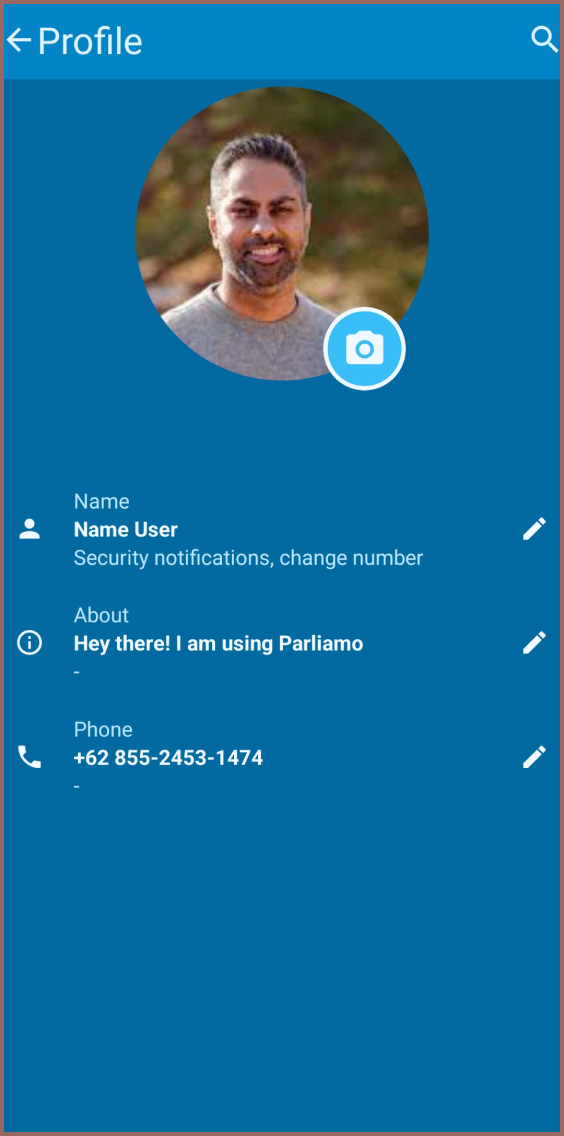 Profile
Name
Name User
Security notifications, change number
About
Hey there! I am using Parliamo
-
Phone
+62 855-2453-1474
-